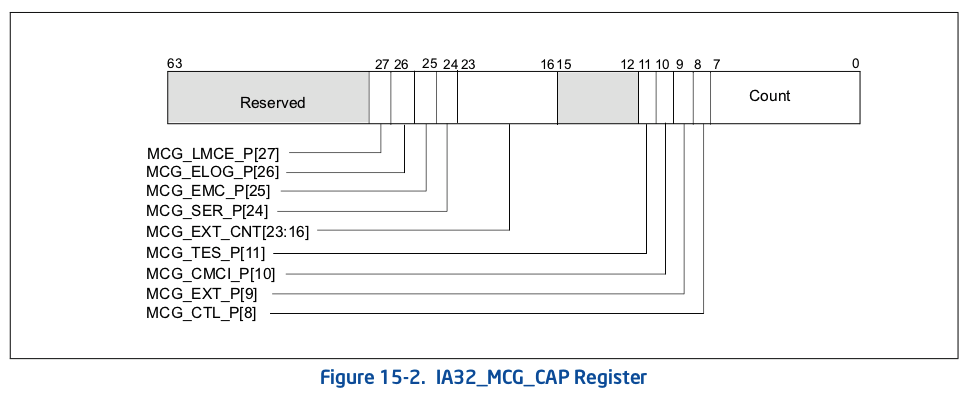 63 27 26 25 24 23 16 15 12 11 10 9 8 7 0
Reserved Count
MCG_LMCE_P[27]
MCG_ELOG_P[26]
MCG_EMC_P[25]
MCG_SER_P[24]
MCG_EXT_CNT[23:16]
MCG_TES_P[11]
MCG_CMCI_P[10]
MCG_EXT_P[9]
MCG_CTL_P[8]
Figure 15-2. IA32_MCG_CAP Register